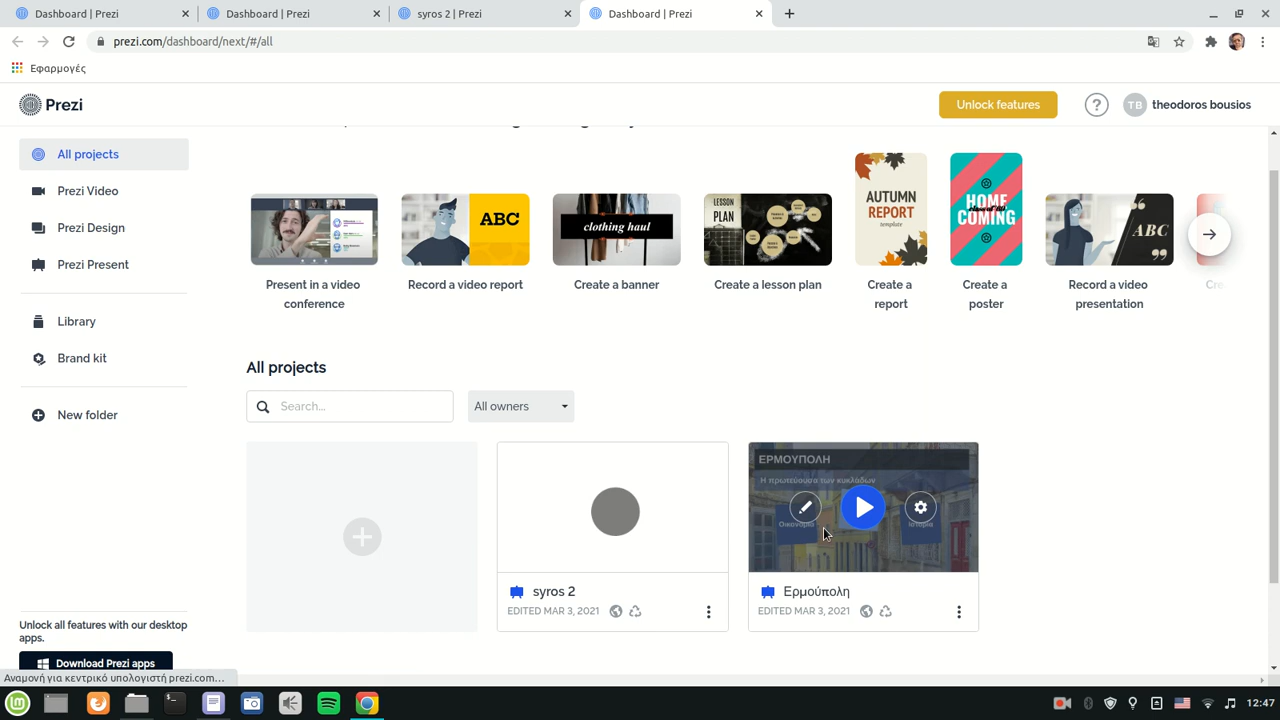 Dashboard | Prezi
Dashboard | Prezi
syros 2 | Prezi
Dashboard | Prezi
prezi.com/dashboard/next/#/all
Εφαρμογές
Prezi
Unlock features
?
TB
theodoros bousios
All projects
Prezi Video
Prezi Design
Prezi Present
Library
Brand kit
New folder
Unlock all features with our desktop
apps.
Download Prezi apps
ABC
clothing haul
LESSON
PLAN
AUTUMN
REPORT
template
HOME
COMING
ABC
Present in a video
conference
Record a video report
Create a banner
Create a lesson plan
Create a
report
Create a
poster
Record a video
presentation
All projects
Search...
All owners
ΕΡΜΟΥΠΟΛΗ
Η πρωτεύουσα των κυκλάδων
Οικονομία
Ιστορία
syros 2
EDITED MAR 3, 2021
Ερμούπολη
EDITED MAR 3, 2021
Αναμονή για κεντρικό υπολογιστή prezi.com...
12:47